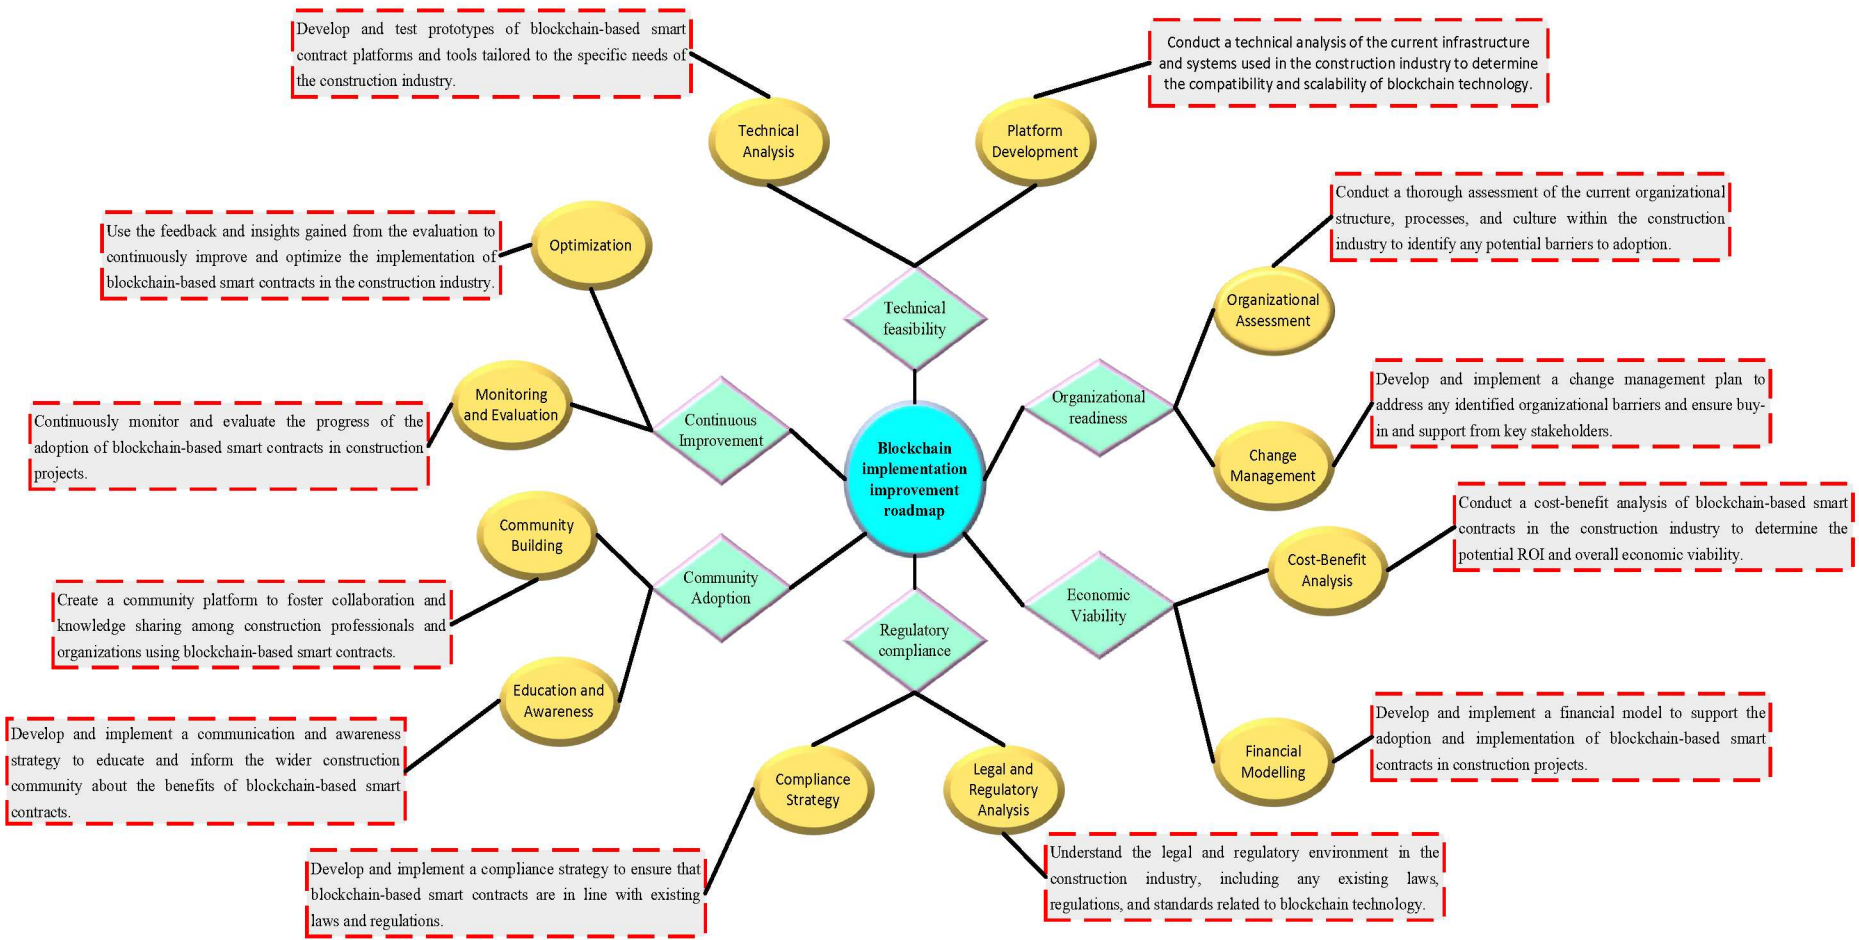 Develop and test prototypes of blockchain-based smart
contract platforms and tools tailored to the specific needs of
the construction industry.
Conduct a technical analysis of the current infrastructure
and systems used in the construction industry to determine
the compatibility and scalability of blockchain technology.
Technical
Analysis
Platform
Development
Conduct a thorough assessment of the current organizational
structure, processes, and culture within the construction
industry to identify any potential barriers to adoption.
Use the feedback and insights gained from the evaluation to
continuously improve and optimize the implementation of
blockchain-based smart contracts in the construction industry.
Optimization
Technical
feasibility
Organizational
Assessment
Monitoring
and Evaluation
Continuous
Improvement
Organizational
readiness
Develop and implement a change management plan to
address any identified organizational barriers and ensure buy-
in and support from key stakeholders.
Continuously monitor and evaluate the progress of the
adoption of blockchain-based smart contracts in construction
projects.
Blockchain
implementation
improvement
roadmap
Change
Management
Conduct a cost-benefit analysis of blockchain-based smart
contracts in the construction industry to determine the
potential ROI and overall economic viability.
Community
Building
Community
Adoption
Economic
Viability
Cost-Benefit
Analysis
Create a community platform to foster collaboration and
knowledge sharing among construction professionals and
organizations using blockchain-based smart contracts.
Regulatory
compliance
Education and
Awareness
Develop and implement a communication and awareness
strategy to educate and inform the wider construction
community about the benefits of blockchain-based smart
contracts.
Compliance
Strategy
Legal and
Regulatory
Analysis
Financial
Modelling
Develop and implement a financial model to support the
adoption and implementation of blockchain-based smart
contracts in construction projects.
Develop and implement a compliance strategy to ensure that
blockchain-based smart contracts are in line with existing
laws and regulations.
Understand the legal and regulatory environment in the
construction industry, including any existing laws,
regulations, and standards related to blockchain technology.